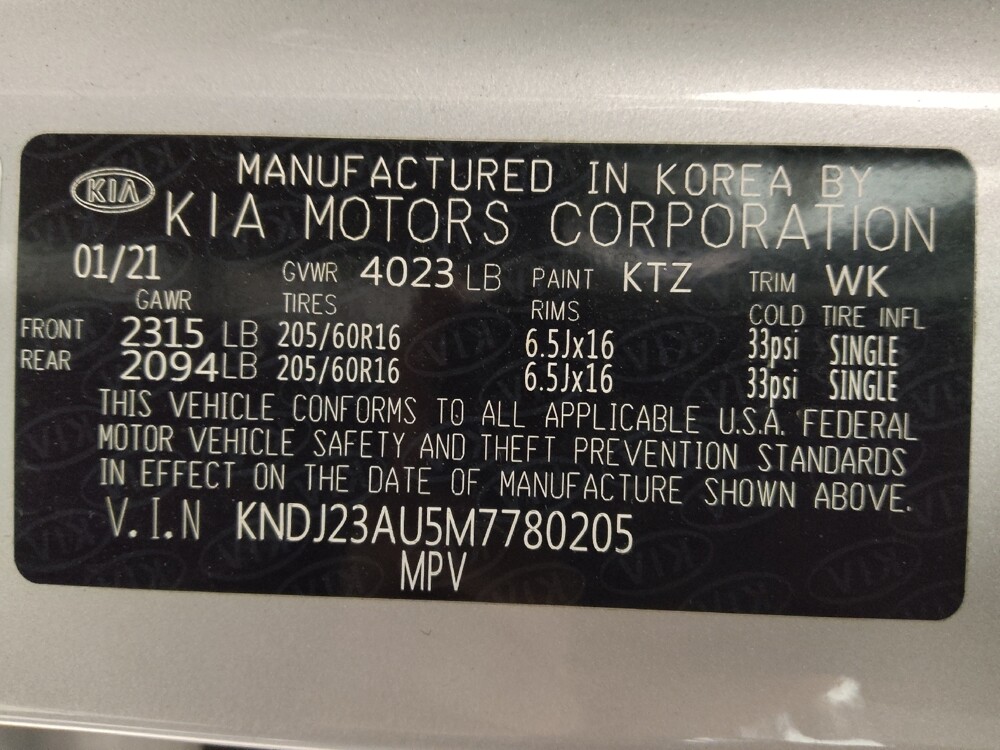 MANUFACTURED IN KOREA BY
KIA KIA MOTORS CORPORATION
01/21 GVWR 4023 LB PAINT KTZ TRIM WK
GAWR TIRES RIMS COLD TIRE INFL
FRONT 2315 LB 205/60R16 6.5Jx16 33psi SINGLE
REAR 2094 LB 205/60R16 6.5Jx16 33psi SINGLE
THIS VEHICLE CONFORMS TO ALL APPLICABLE U.S.A. FEDERAL
MOTOR VEHICLE SAFETY AND THEFT PREVENTION STANDARDS
IN EFFECT ON THE DATE OF MANUFACTURE SHOWN ABOVE.
V.I.N KNDJ23AU5M7780205
MPV